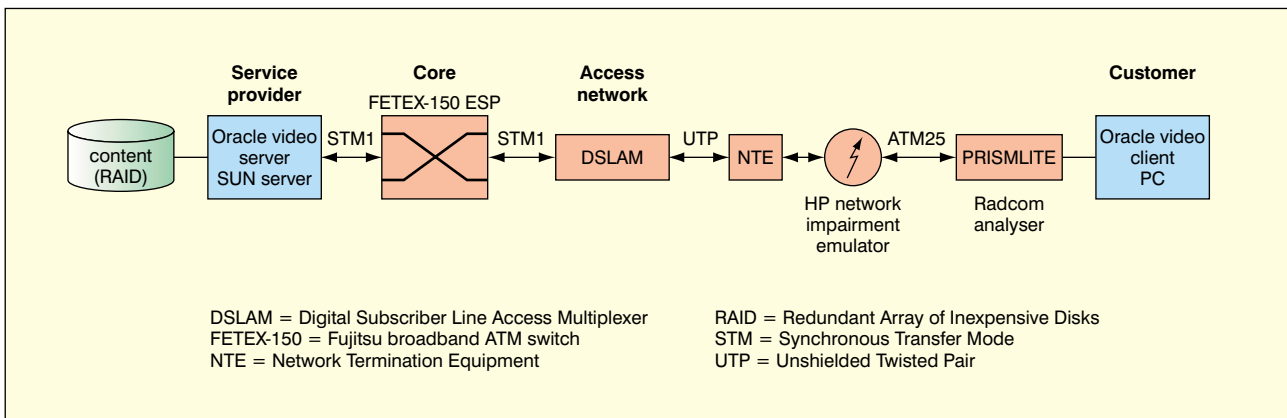 Service
provider
Core
FETEX-150 ESP
Access
network
Customer
content
(RAID)
Oracle video
server
SUN server
STM1
STM1
DSLAM
UTP
NTE
HP network
impairment
emulator
ATM25
PRISMLITE
Radcom
analyser
Oracle video
client
PC
DSLAM = Digital Subscriber Line Access Multiplexer
FETEX-150 = Fujitsu broadband ATM switch
NTE = Network Termination Equipment
RAID = Redundant Array of Inexpensive Disks
STM = Synchronous Transfer Mode
UTP = Unshielded Twisted Pair